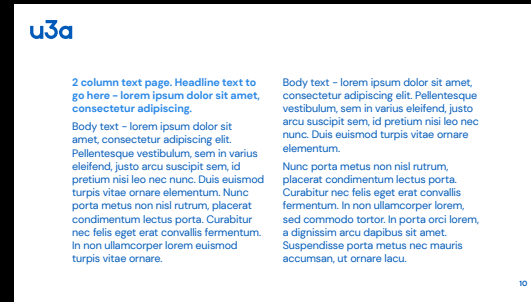 u3a
2 column text page. Headline text to
go here - lorem ipsum dolor sit amet,
consectetur adipiscing.
Body text - lorem ipsum dolor sit
amet, consectetur adipiscing elit.
Pellentesque vestibulum, sem in varius
eleifend, justo arcu suscipit sem, id
pretium nisi leo nec nunc. Duis euismod
turpis vitae ornare elementum. Nunc
porta metus non nisl rutrum, placerat
condimentum lectus porta. Curabitur
nec felis eget erat convallis fermentum.
In non ullamcorper lorem euismod
turpis vitae ornare.
Body text - lorem ipsum dolor sit amet,
consectetur adipiscing elit. Pellentesque
vestibulum, sem in varius eleifend, justo
arcu suscipit sem, id pretium nisi leo nec
nunc. Duis euismod turpis vitae ornare
elementum.
Nunc porta metus non nisl rutrum,
placerat condimentum lectus porta.
Curabitur nec felis eget erat convallis
fermentum. In non ullamcorper lorem,
sed commodo tortor. In porta orci lorem,
a dignissim arcu dapibus sit amet.
Suspendisse porta metus nec mauris
accumsan, ut ornare lacu.
10